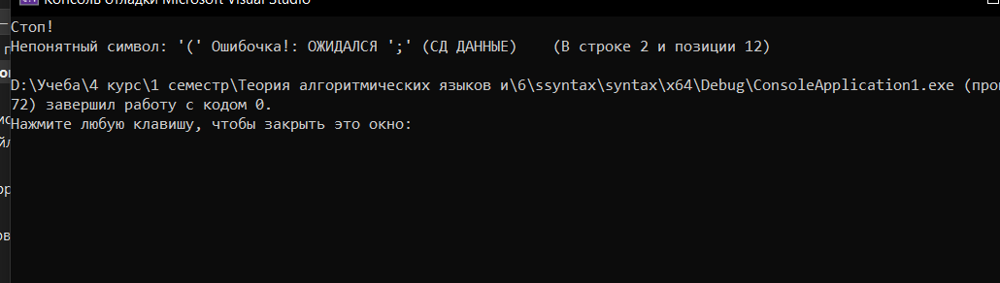 Консоль отладки Microsoft Visual Studio
Стоп!
Непонятный символ: '(' Ошибочка!: ОЖИДАЛСЯ ';' (СД ДАННЫЕ)    (В строке 2 и позиции 12)
D:\Учеба\4 курс\1 семестр\Теория алгоритмических языков и\6\ssyntax\syntax\x64\Debug\ConsoleApplication1.exe (про
72) завершил работу с кодом 0.
Нажмите любую клавишу, чтобы закрыть это окно: